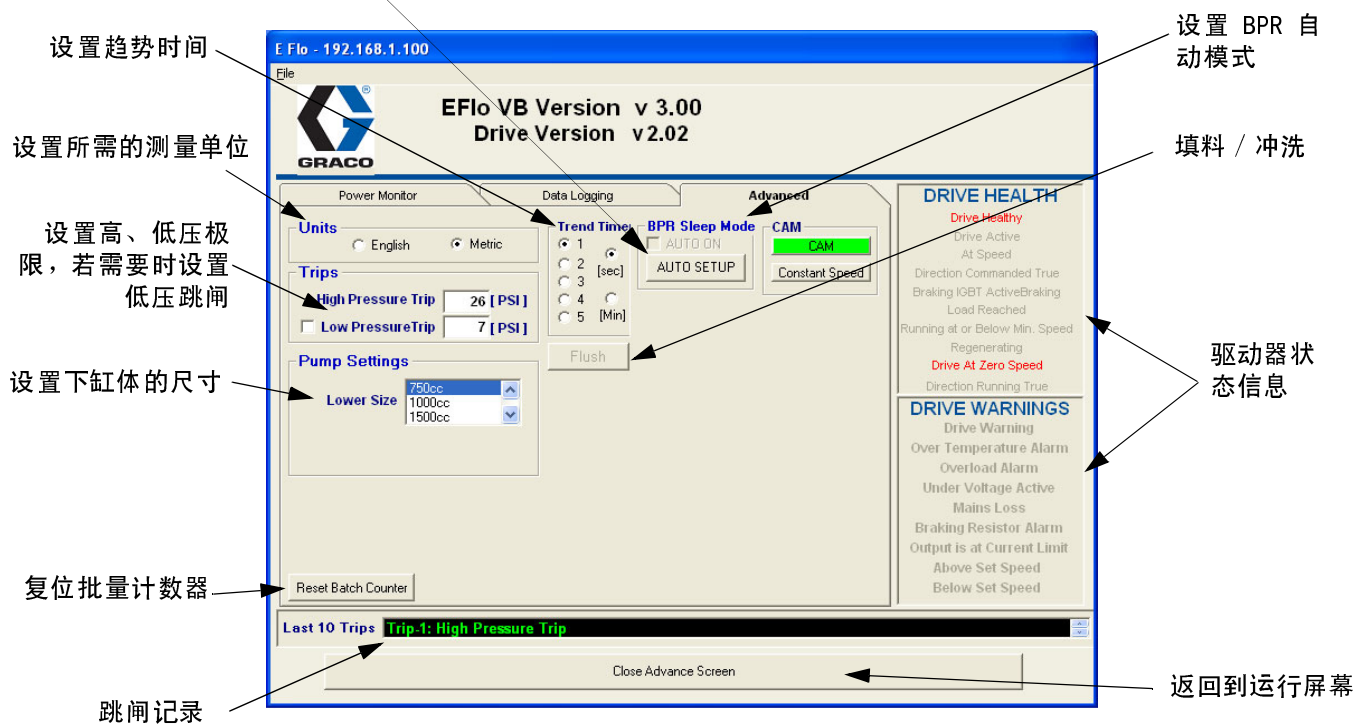 设置趋势时间
设置所需的测量单位
设置高、低压极
限，若需要时设置
低压跳闸
设置下缸体的尺寸
复位批量计数器
跳闸记录
E Flo - 192.168.1.100
File
®
GRACO
EFlo VB Version v 3.00
Drive Version v2.02
Power Monitor
Data Logging
Advanced
Units
English
Metric
Trips
High Pressure Trip 26 [ PSI ]
Low PressureTrip 7 [ PSI ]
Pump Settings
Lower Size
750cc
1000cc
1500cc
Trend Time
1
2
3
4
5
[sec]
[Min]
BPR Sleep Mode
AUTO ON
AUTO SETUP
CAM
CAM
Constant Speed
Flush
Reset Batch Counter
DRIVE HEALTH
Drive Healthy
Drive Active
At Speed
Direction Commanded True
Braking IGBT ActiveBraking
Load Reached
Running at or Below Min. Speed
Regenerating
Drive At Zero Speed
Direction Running True
DRIVE WARNINGS
Drive Warning
Over Temperature Alarm
Overload Alarm
Under Voltage Active
Mains Loss
Braking Resistor Alarm
Output is at Current Limit
Above Set Speed
Below Set Speed
Last 10 Trips Trip-1: High Pressure Trip
Close Advance Screen
设置 BPR 自
动模式
填料 / 冲洗
驱动器状
态信息
返回到运行屏幕